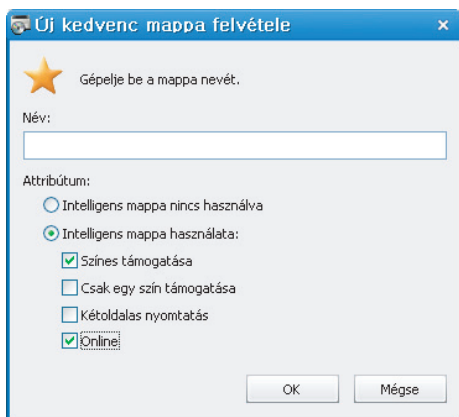 Új kedvenc mappa felvétele
Gépelje be a mappa nevét.
Név:
Attribútum:
Intelligens mappa nincs használva
Intelligens mappa használata:
Színes támogatása
Csak egy szín támogatása
Kétoldalas nyomtatás
Online
OK Mégse